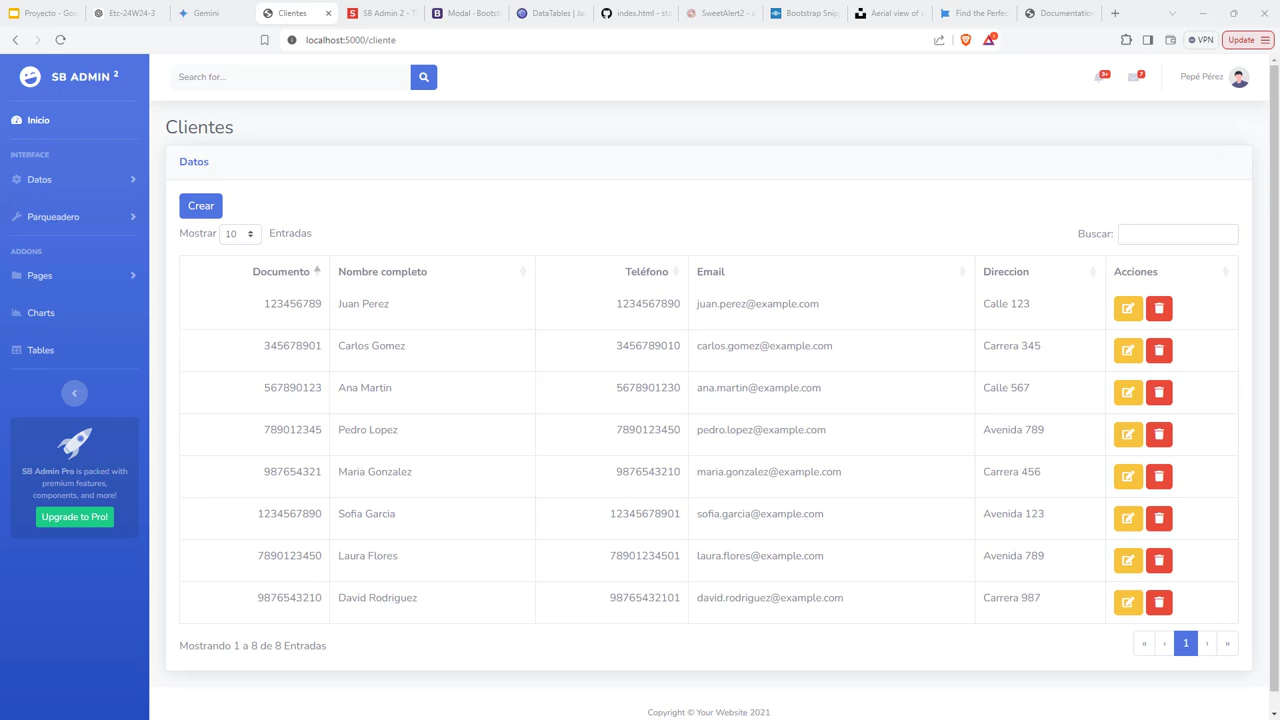 Proyecto - Goo
Etc-24W24-3
Gemini
Clientes
SB Admin 2 - T
Modal · Bootst
DataTables | Ja
index.html - sta
SweetAlert2 - a
Bootstrap Snip
Aerial view of a
Find the Perfec
Documentation
localhost:5000/cliente
VPN
Update
SB ADMIN 2
Search for...
3+
7
Pepé Pérez
Inicio
INTERFACE
Datos
Parqueadero
ADDONS
Pages
Charts
Tables
SB Admin Pro is packed with
premium features,
components, and more!
Upgrade to Pro!
Clientes
Datos
Crear
Mostrar 10 Entradas
Buscar:
Documento Nombre completo Teléfono Email Direccion Acciones
123456789 Juan Perez 1234567890 juan.perez@example.com Calle 123
345678901 Carlos Gomez 3456789010 carlos.gomez@example.com Carrera 345
567890123 Ana Martin 5678901230 ana.martin@example.com Calle 567
789012345 Pedro Lopez 7890123450 pedro.lopez@example.com Avenida 789
987654321 Maria Gonzalez 9876543210 maria.gonzalez@example.com Carrera 456
1234567890 Sofia Garcia 12345678901 sofia.garcia@example.com Avenida 123
7890123450 Laura Flores 78901234501 laura.flores@example.com Avenida 789
9876543210 David Rodriguez 98765432101 david.rodriguez@example.com Carrera 987
Mostrando 1 a 8 de 8 Entradas
« ‹ 1 › »
Copyright © Your Website 2021